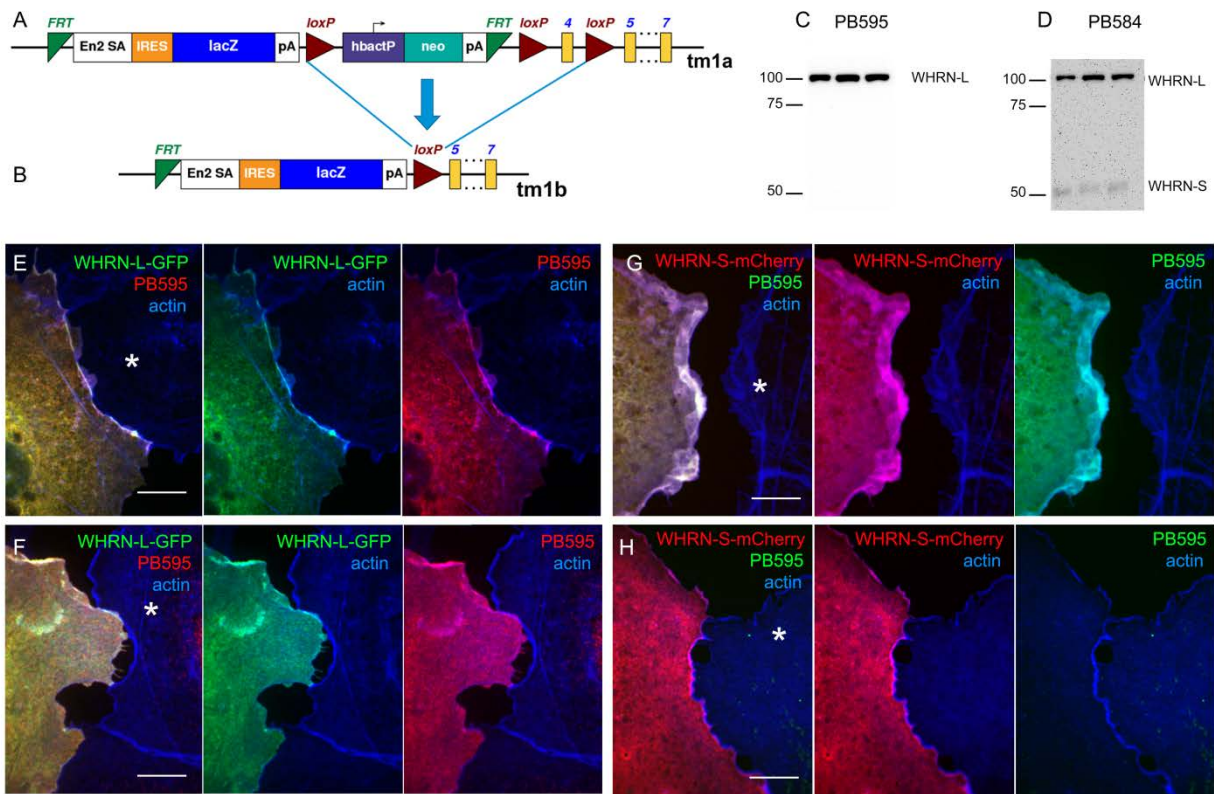 A
FRT
loxP
FRT
loxP
4
loxP
5
7
En2 SA
IRES
lacZ
pA
hbactP
neo
pA
tm1a
B
FRT
loxP
5
7
En2 SA
IRES
lacZ
pA
tm1b
C
PB595
100
WHRN-L
75
50
D
PB584
100
WHRN-L
75
50
WHRN-S
E
WHRN-L-GFP
PB595
actin
*
WHRN-L-GFP
actin
PB595
actin
G
WHRN-S-mCherry
PB595
actin
*
WHRN-S-mCherry
actin
PB595
actin
F
WHRN-L-GFP
PB595
actin
*
WHRN-L-GFP
actin
PB595
actin
H
WHRN-S-mCherry
PB595
actin
*
WHRN-S-mCherry
actin
PB595
actin